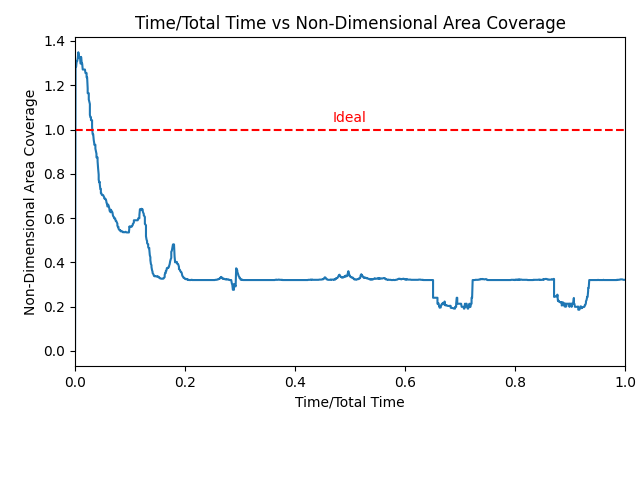 Time/Total Time vs Non-Dimensional Area Coverage
1.4
1.2
1.0
0.8
0.6
0.4
0.2
0.0
Non-Dimensional Area Coverage
Ideal
0.0 0.2 0.4 0.6 0.8 1.0
Time/Total Time